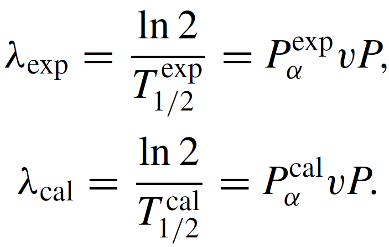 λ_exp = ln 2 / T_{1/2}^{exp} = P_α^{exp} υP,
λ_cal = ln 2 / T_{1/2}^{cal} = P_α^{cal} υP.